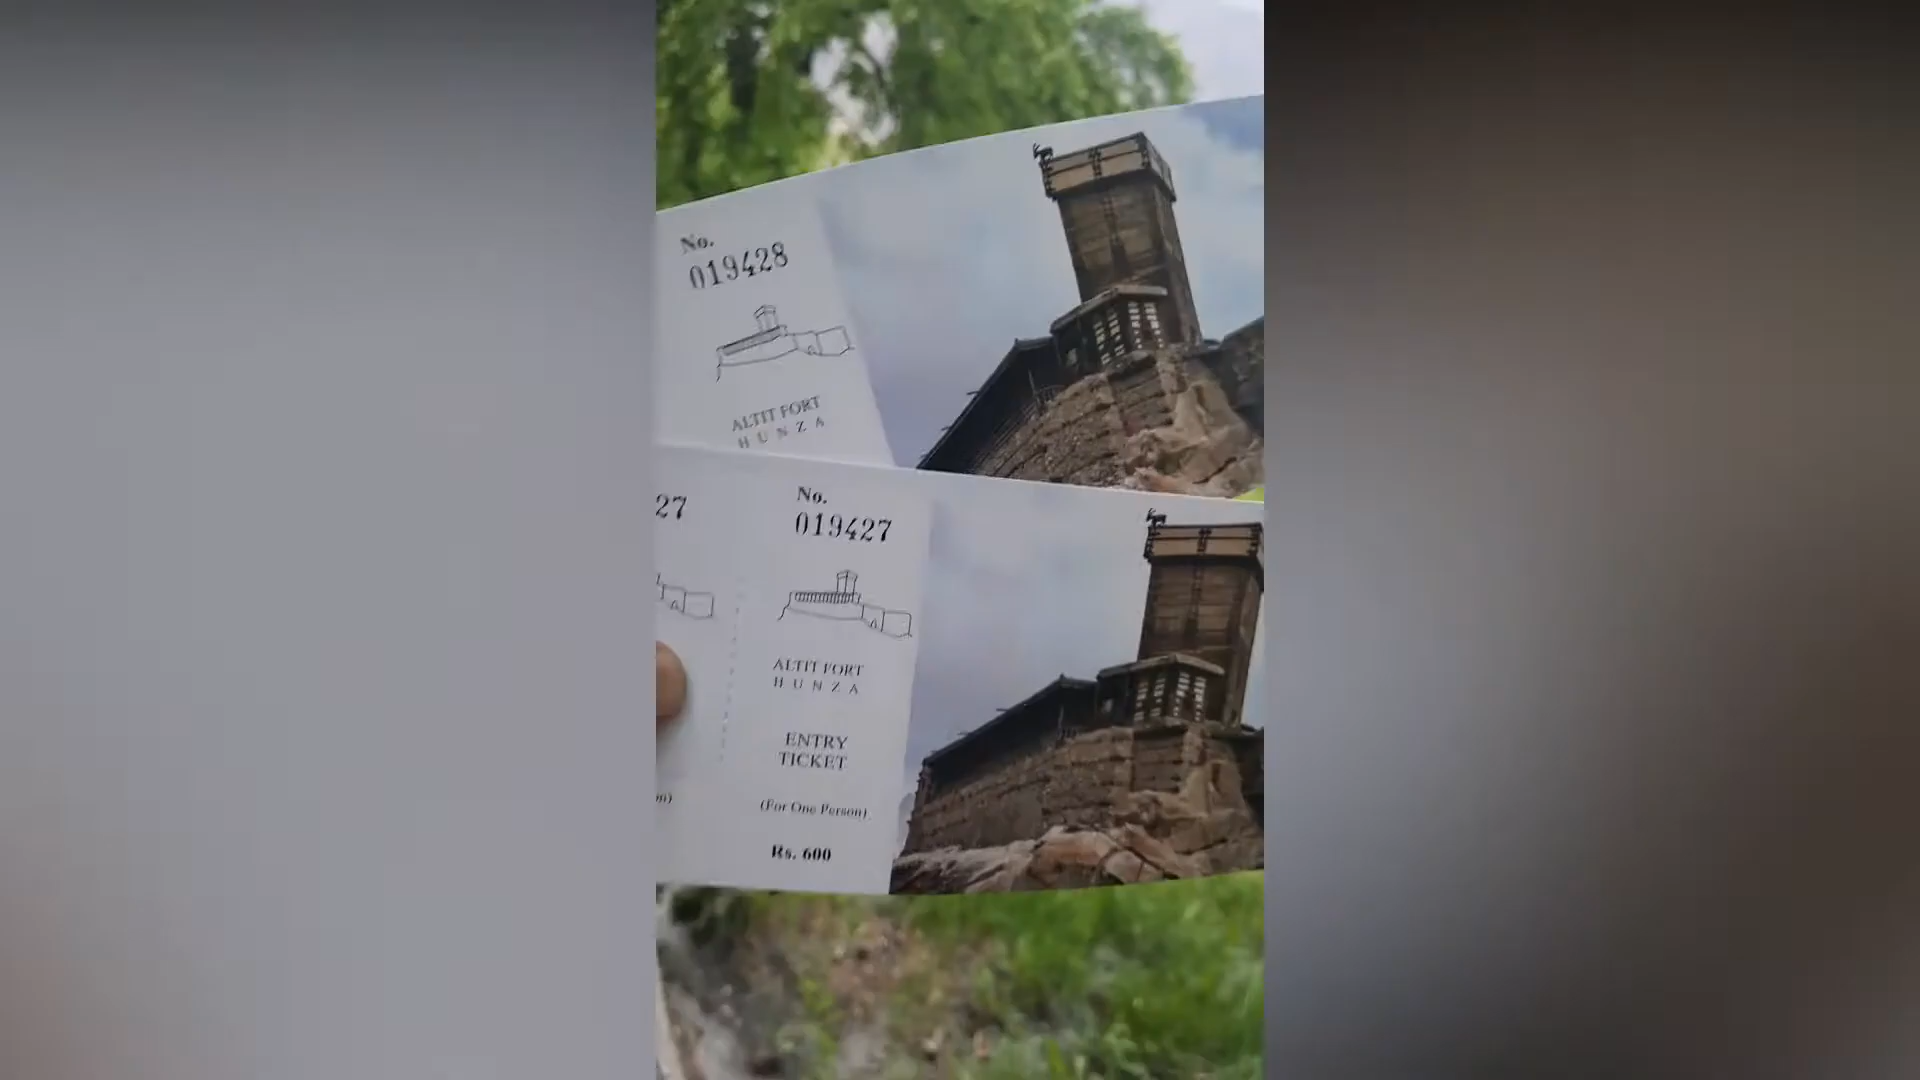 No.
019428
ALTIT FORT
HUNZA
27
No.
019427
ALTIT FORT
HUNZA
ENTRY
TICKET
(For One Person)
Rs. 600